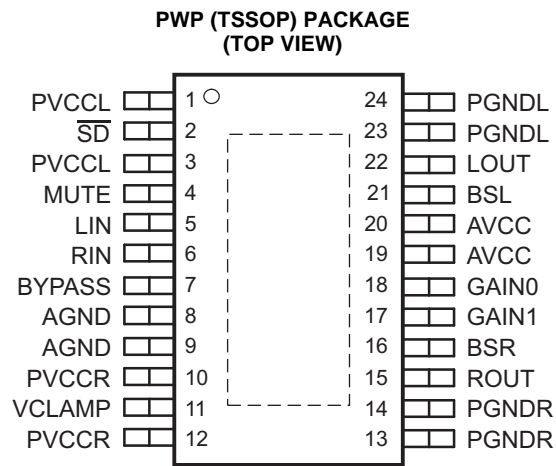 PWP (TSSOP) PACKAGE
(TOP VIEW)
PVCCL 1 24 PGNDL
SD 2 23 PGNDL
PVCCL 3 22 LOUT
MUTE 4 21 BSL
LIN 5 20 AVCC
RIN 6 19 AVCC
BYPASS 7 18 GAIN0
AGND 8 17 GAIN1
AGND 9 16 BSR
PVCCR 10 15 ROUT
VCLAMP 11 14 PGNDR
PVCCR 12 13 PGNDR